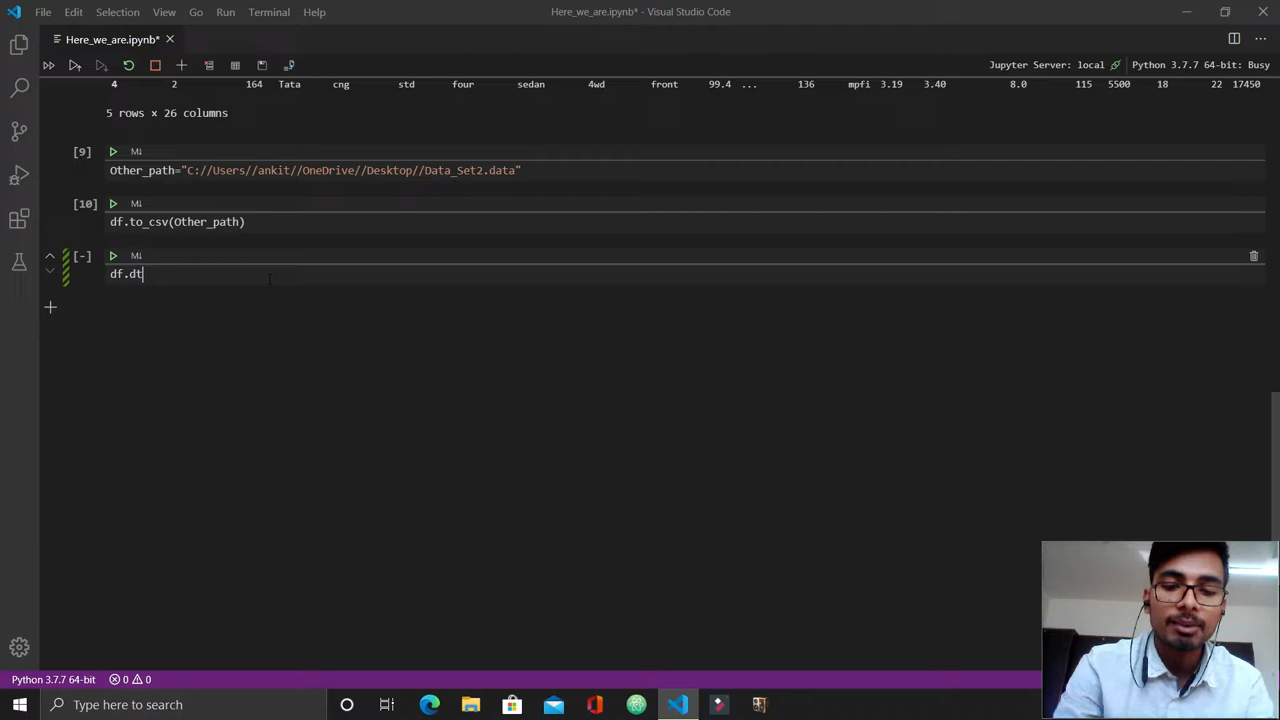 File Edit Selection View Go Run Terminal Help
Here_we_are.ipynb* - Visual Studio Code
Here_we_are.ipynb*
Jupyter Server: local Python 3.7.7 64-bit: Busy
4 2 164 Tata cng std four sedan 4wd front 99.4 ... 136 mpfi 3.19 3.40 8.0 115 5500 18 22 17450
5 rows x 26 columns
[9] M↓
Other_path="C://Users//ankit//OneDrive//Desktop//Data_Set2.data"
[10] M↓
df.to_csv(Other_path)
[-] M↓
df.dt
Python 3.7.7 64-bit 0 0
Type here to search